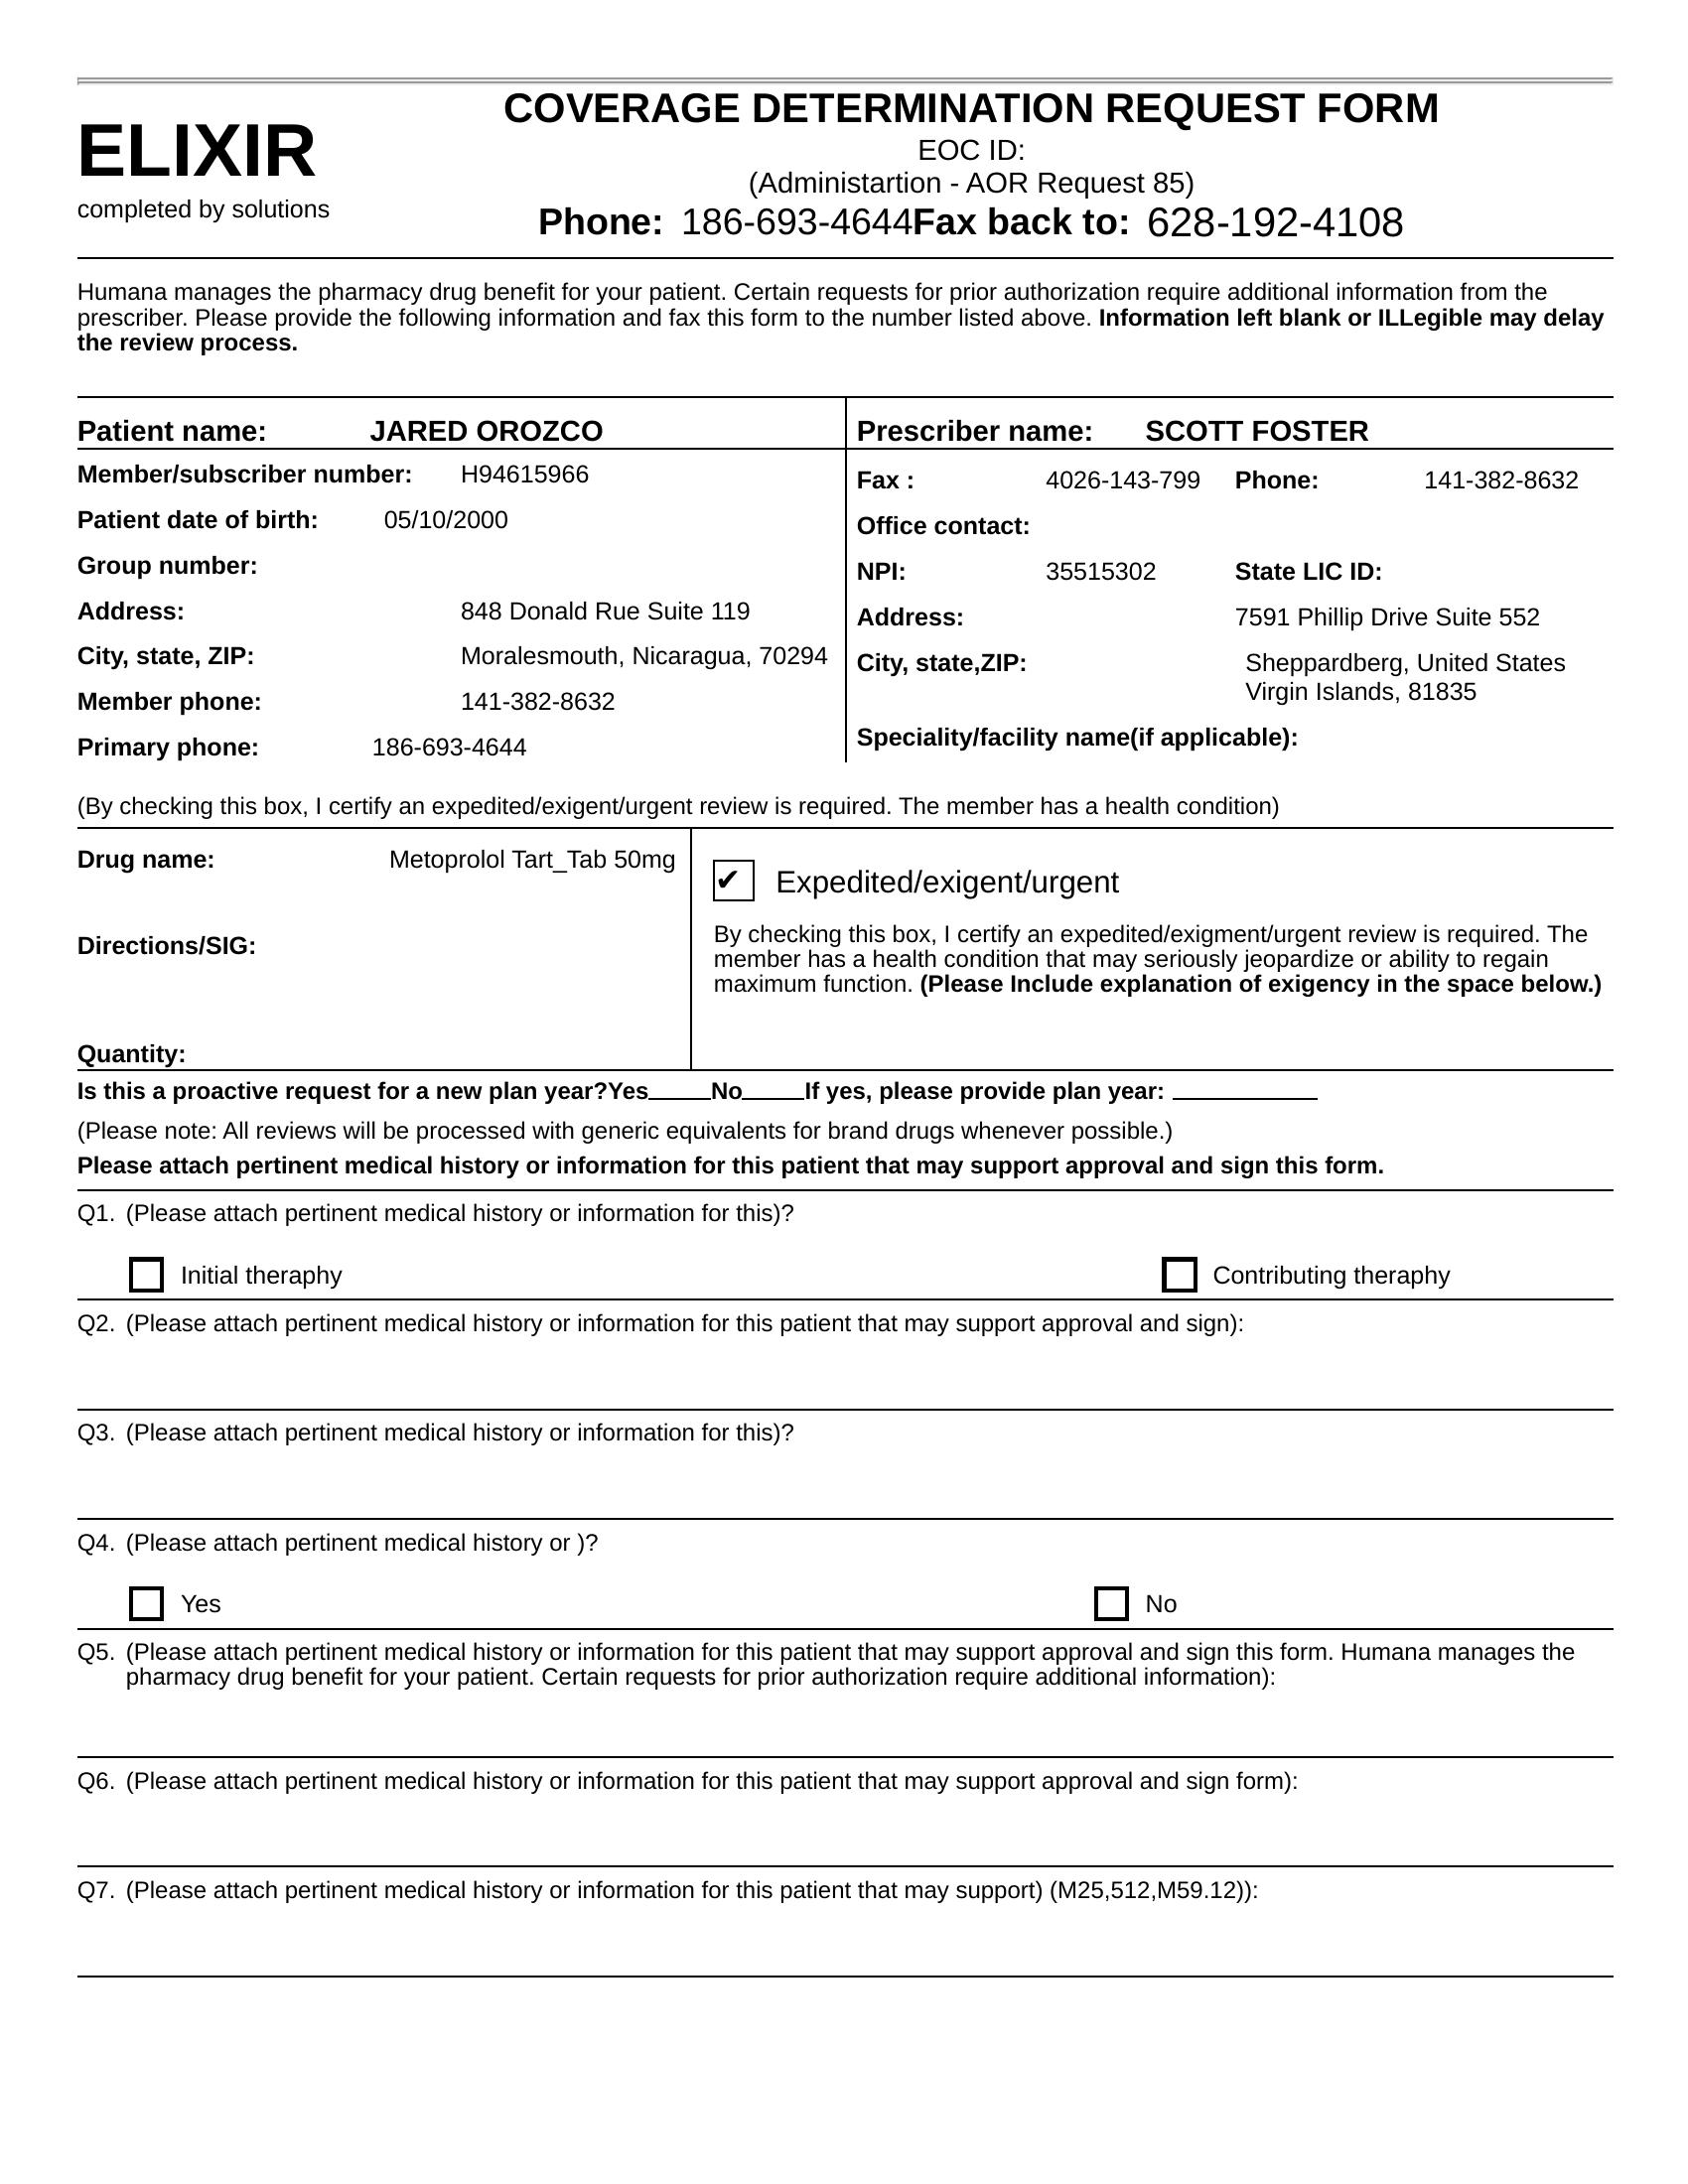 COVERAGE DETERMINATION REQUEST FORM
ELIXIR
completed by solutions
EOC ID:
(Administartion - AOR Request 85)
Phone: 186-693-4644Fax back to: 628-192-4108
Humana manages the pharmacy drug benefit for your patient. Certain requests for prior authorization require additional information from the
prescriber. Please provide the following information and fax this form to the number listed above. Information left blank or ILLegible may delay
the review process.
Patient name: JARED OROZCO
Member/subscriber number: H94615966
Patient date of birth: 05/10/2000
Group number:
Address: 848 Donald Rue Suite 119
City, state, ZIP: Moralesmouth, Nicaragua, 70294
Member phone: 141-382-8632
Primary phone: 186-693-4644
Prescriber name: SCOTT FOSTER
Fax : 4026-143-799 Phone: 141-382-8632
Office contact:
NPI: 35515302 State LIC ID:
Address: 7591 Phillip Drive Suite 552
City, state,ZIP: Sheppardberg, United States
Virgin Islands, 81835
Speciality/facility name(if applicable):
(By checking this box, I certify an expedited/exigent/urgent review is required. The member has a health condition)
Drug name: Metoprolol Tart_Tab 50mg
Directions/SIG:
Quantity:
✔ Expedited/exigent/urgent
By checking this box, I certify an expedited/exigment/urgent review is required. The
member has a health condition that may seriously jeopardize or ability to regain
maximum function. (Please Include explanation of exigency in the space below.)
Is this a proactive request for a new plan year?Yes_____No_____If yes, please provide plan year: ___________
(Please note: All reviews will be processed with generic equivalents for brand drugs whenever possible.)
Please attach pertinent medical history or information for this patient that may support approval and sign this form.
Q1. (Please attach pertinent medical history or information for this)?
Initial theraphy Contributing theraphy
Q2. (Please attach pertinent medical history or information for this patient that may support approval and sign):
Q3. (Please attach pertinent medical history or information for this)?
Q4. (Please attach pertinent medical history or )?
Yes No
Q5. (Please attach pertinent medical history or information for this patient that may support approval and sign this form. Humana manages the
pharmacy drug benefit for your patient. Certain requests for prior authorization require additional information):
Q6. (Please attach pertinent medical history or information for this patient that may support approval and sign form):
Q7. (Please attach pertinent medical history or information for this patient that may support) (M25,512,M59.12)):